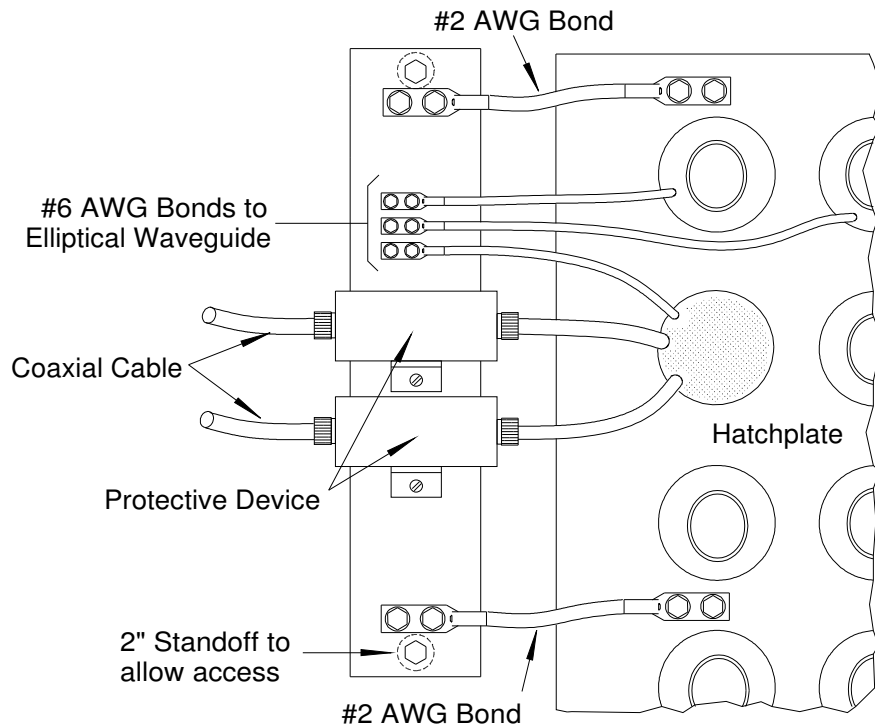 #2 AWG Bond
#6 AWG Bonds to
Elliptical Waveguide
Coaxial Cable
Hatchplate
Protective Device
2" Standoff to
allow access
#2 AWG Bond